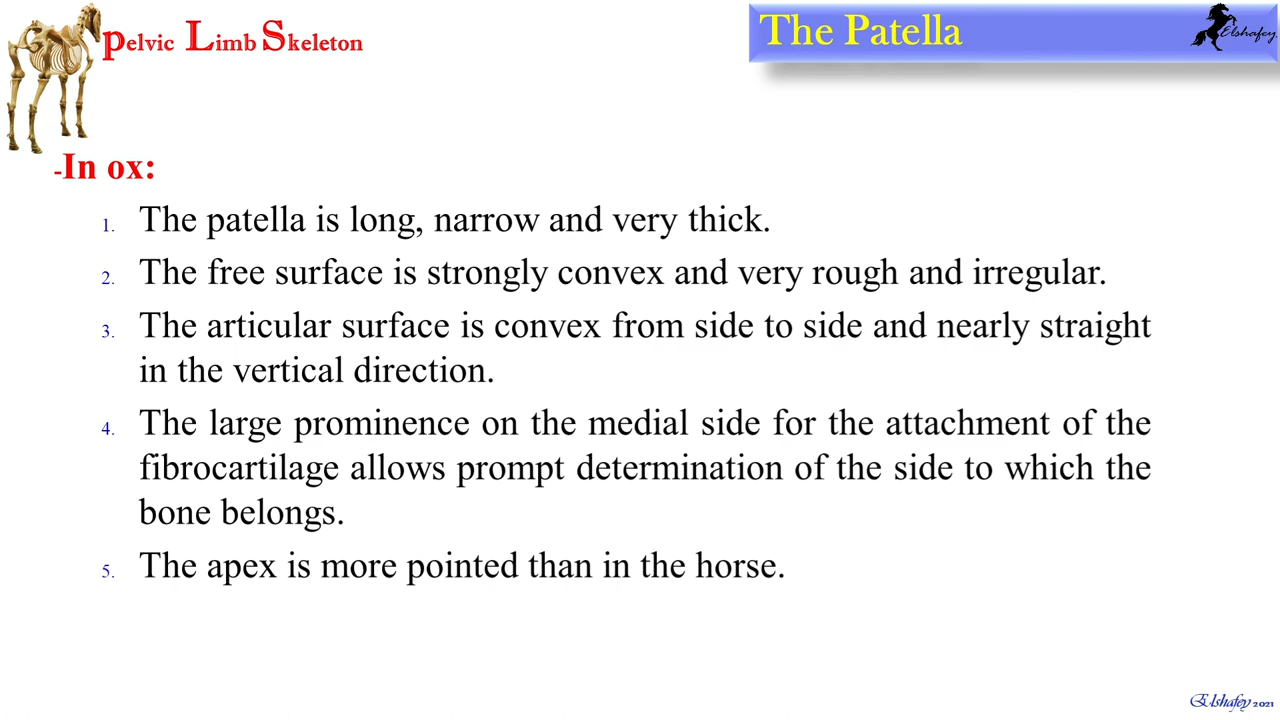 Pelvic Limb Skeleton
The Patella
Elshafey
-In ox:
1. The patella is long, narrow and very thick.
2. The free surface is strongly convex and very rough and irregular.
3. The articular surface is convex from side to side and nearly straight
in the vertical direction.
4. The large prominence on the medial side for the attachment of the
fibrocartilage allows prompt determination of the side to which the
bone belongs.
5. The apex is more pointed than in the horse.
Elshafey 2021